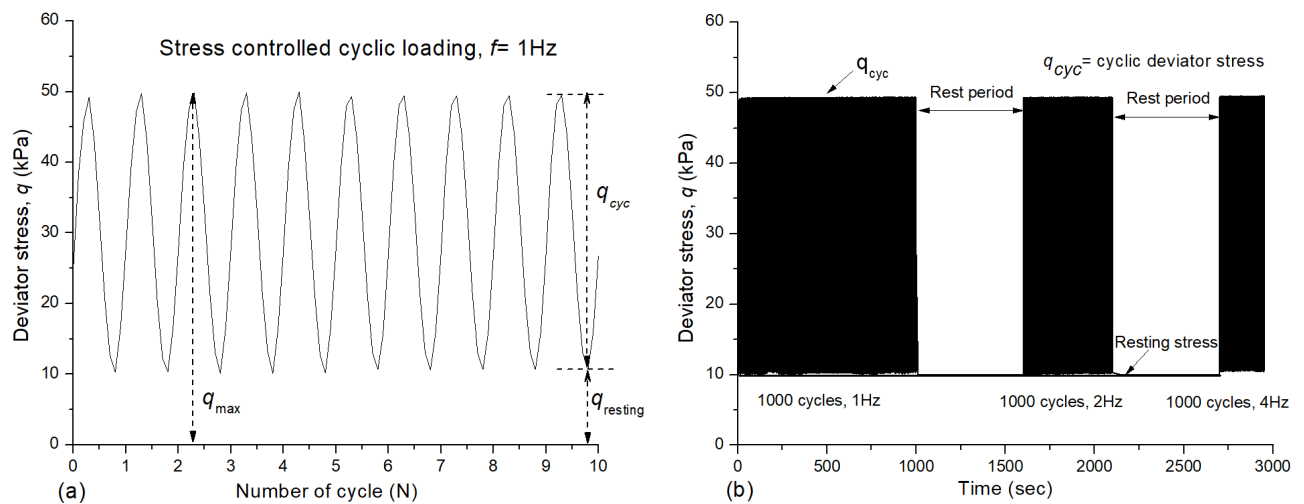 60
50
40
30
20
10
0
Deviator stress, q (kPa)
Stress controlled cyclic loading, f= 1Hz
q_cyc
q_max
q_resting
0 1 2 3 4 5 6 7 8 9 10
(a) Number of cycle (N)
60
50
40
30
20
10
0
Deviator stress, q (kPa)
q_cyc
q_cyc= cyclic deviator stress
Rest period
Rest period
Resting stress
1000 cycles, 1Hz 1000 cycles, 2Hz 1000 cycles, 4Hz
0 500 1000 1500 2000 2500 3000
(b) Time (sec)